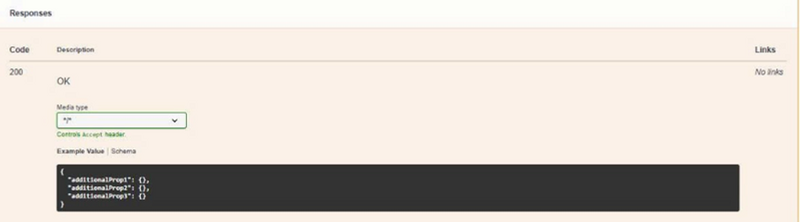 Responses
Code Description Links
200 OK No links
Media type
*/*
Controls Accept header.
Example Value | Schema
{
  "additionalProp1": {},
  "additionalProp2": {},
  "additionalProp3": {}
}